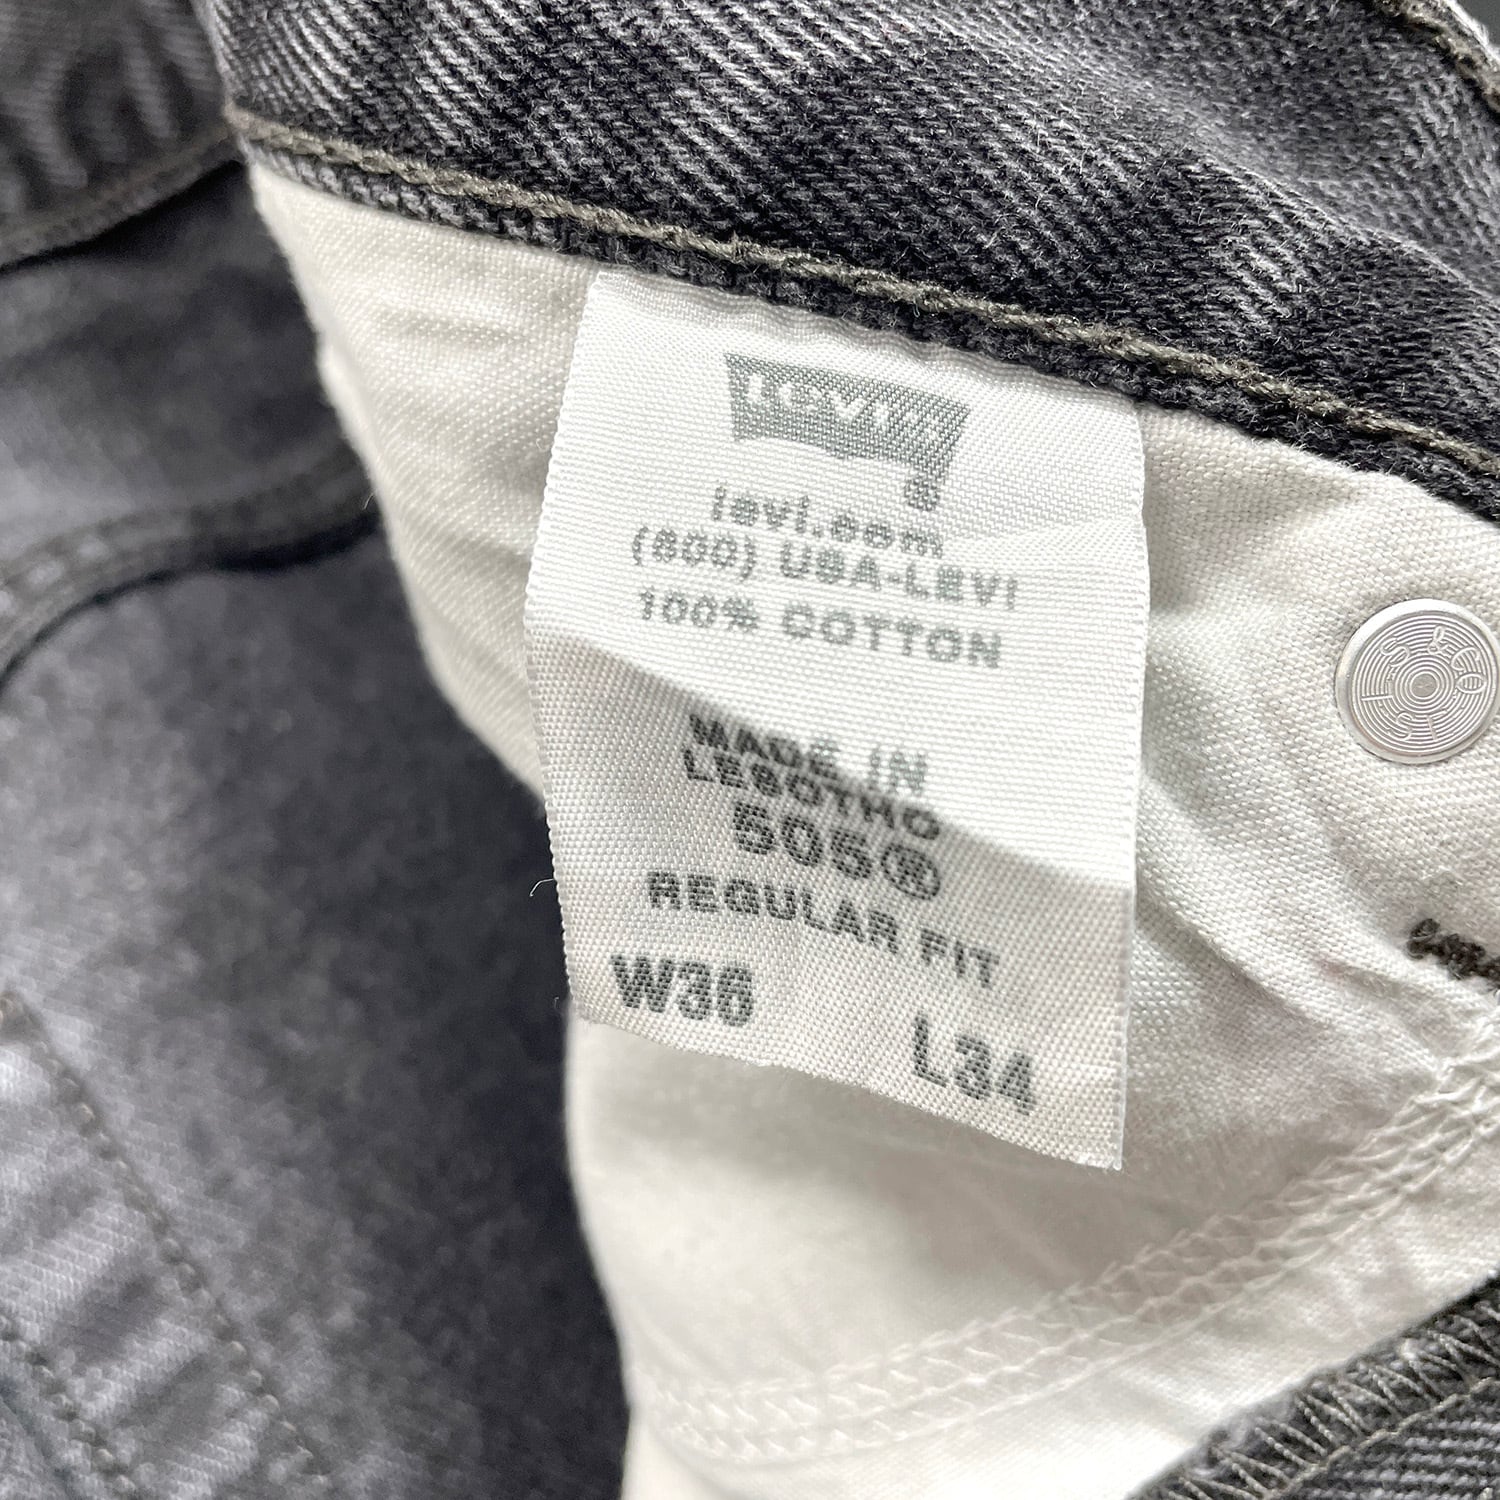 Levi's®
levi.com
(800) USA-LEVI
100% COTTON
MADE IN
LESOTHO
505®
REGULAR FIT
W36
L34